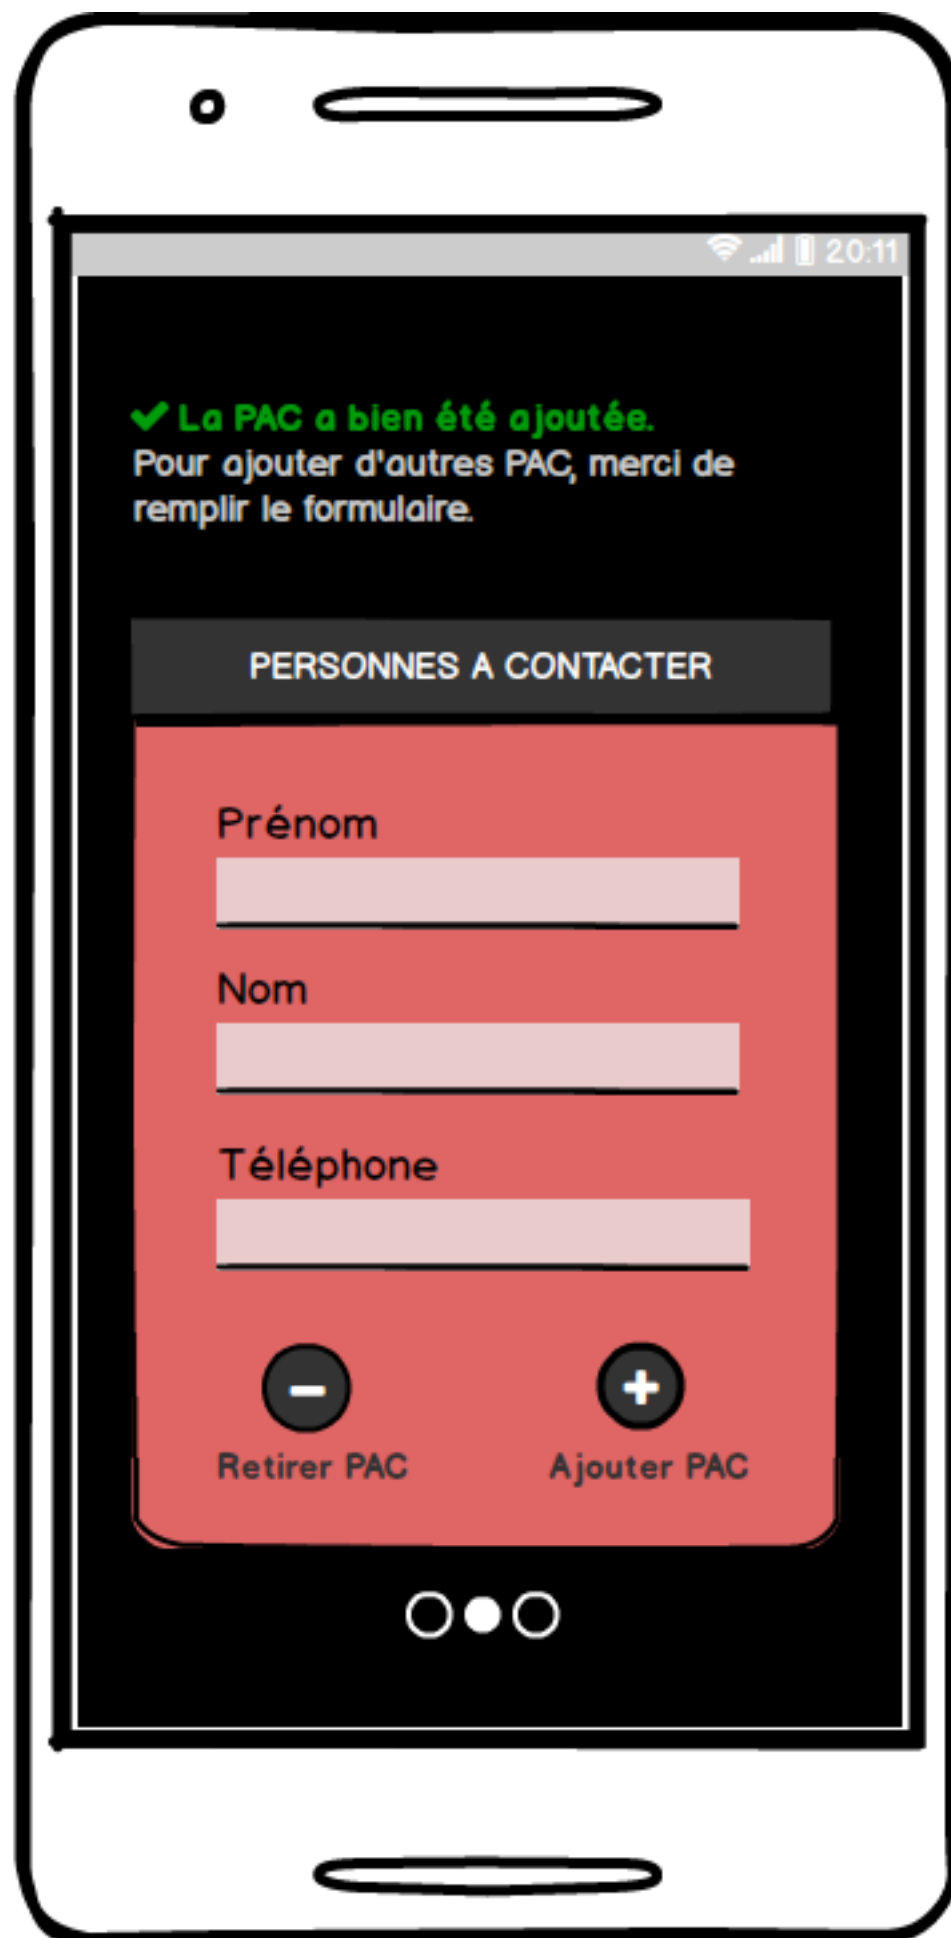 20:11
La PAC a bien été ajoutée.
Pour ajouter d'autres PAC, merci de
remplir le formulaire.
PERSONNES A CONTACTER
Prénom
Nom
Téléphone
Retirer PAC
Ajouter PAC